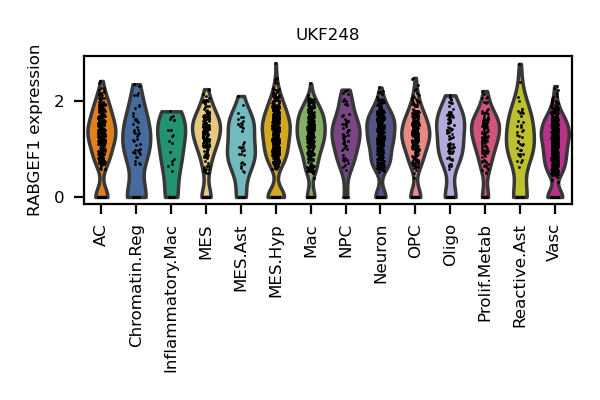 UKF248
RABGEF1 expression
2
0
AC
Chromatin.Reg
Inflammatory.Mac
MES
MES.Ast
MES.Hyp
Mac
NPC
Neuron
OPC
Oligo
Prolif.Metab
Reactive.Ast
Vasc